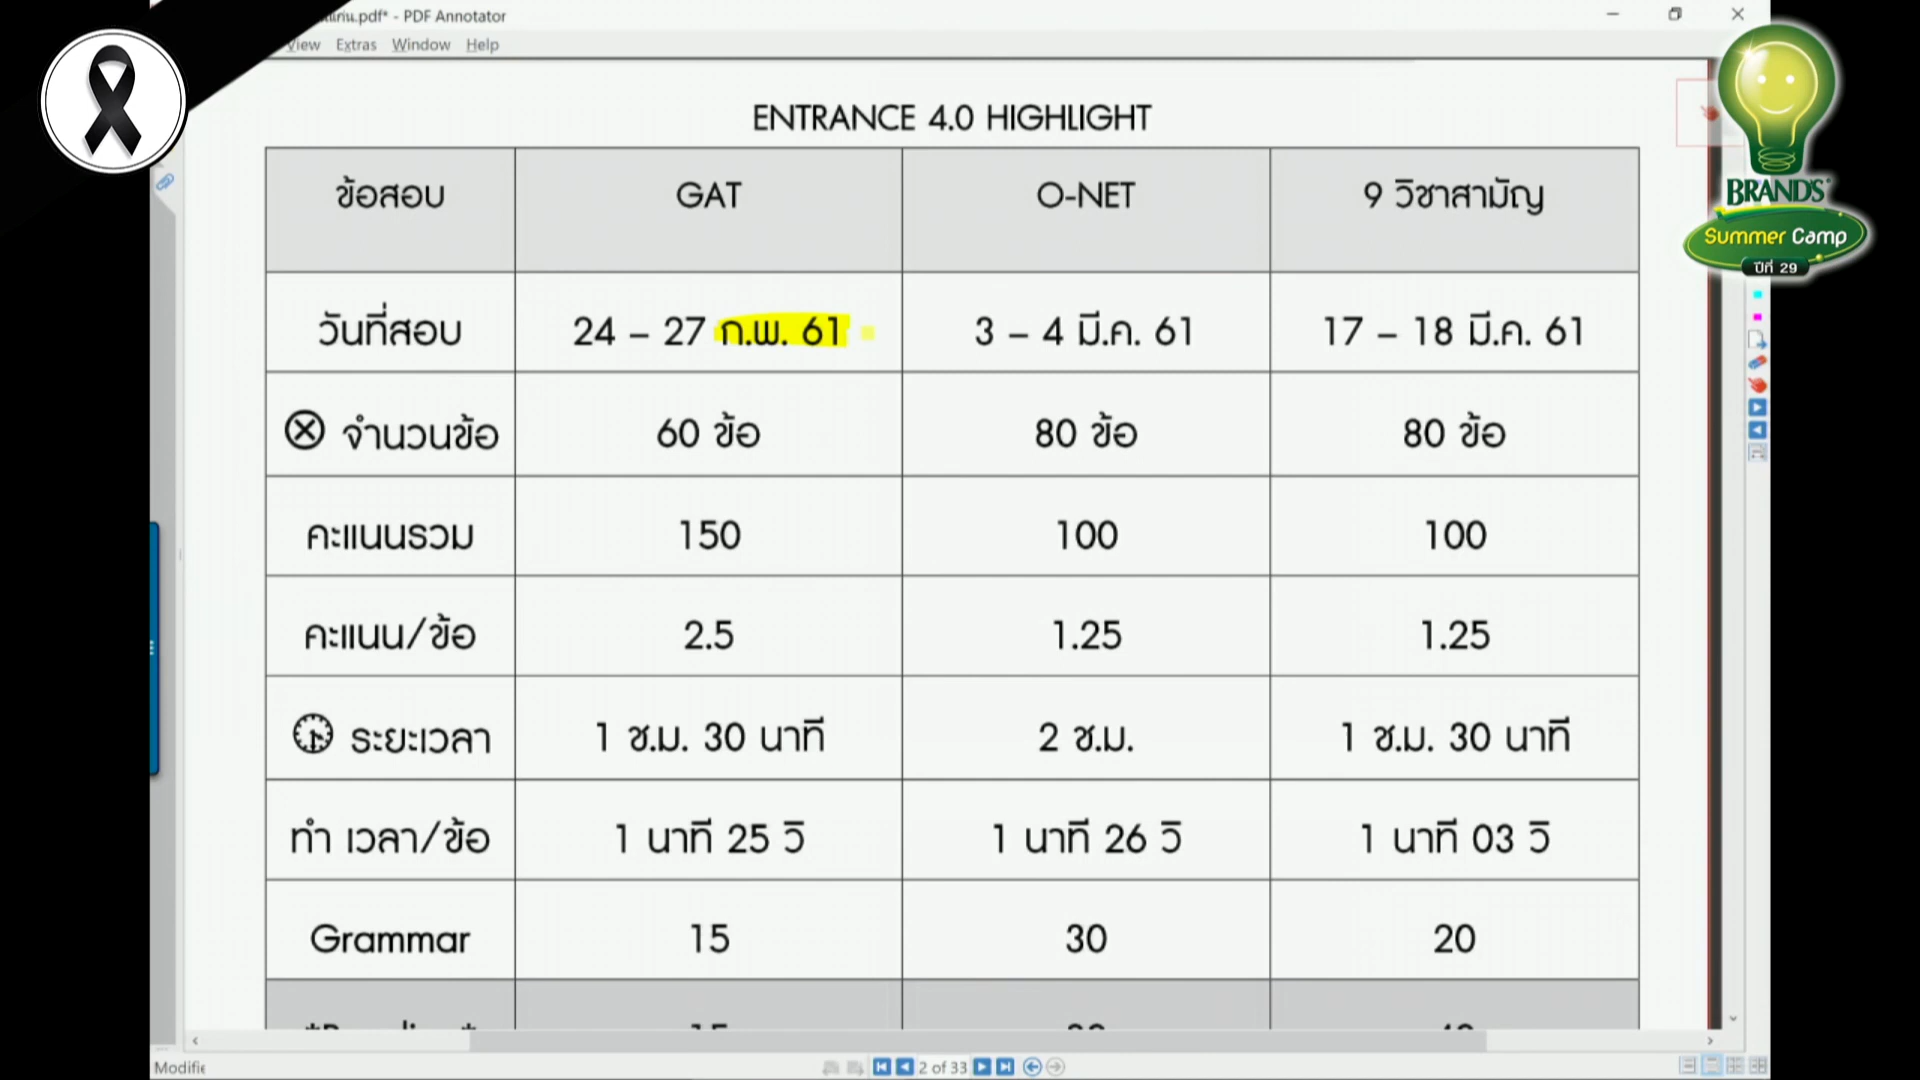 .pdf* - PDF Annotator
View Extras Window Help
ENTRANCE 4.0 HIGHLIGHT
ข้อสอบ GAT O-NET 9 วิชาสามัญ
วันที่สอบ 24 – 27 ก.พ. 61 3 – 4 มี.ค. 61 17 – 18 มี.ค. 61
จำนวนข้อ 60 ข้อ 80 ข้อ 80 ข้อ
คะแนนรวม 150 100 100
คะแนน/ข้อ 2.5 1.25 1.25
ระยะเวลา 1 ช.ม. 30 นาที 2 ช.ม. 1 ช.ม. 30 นาที
ทำ เวลา/ข้อ 1 นาที 25 วิ 1 นาที 26 วิ 1 นาที 03 วิ
Grammar 15 30 20
BRAND'S
Summer Camp
ปีที่ 29
2 of 33